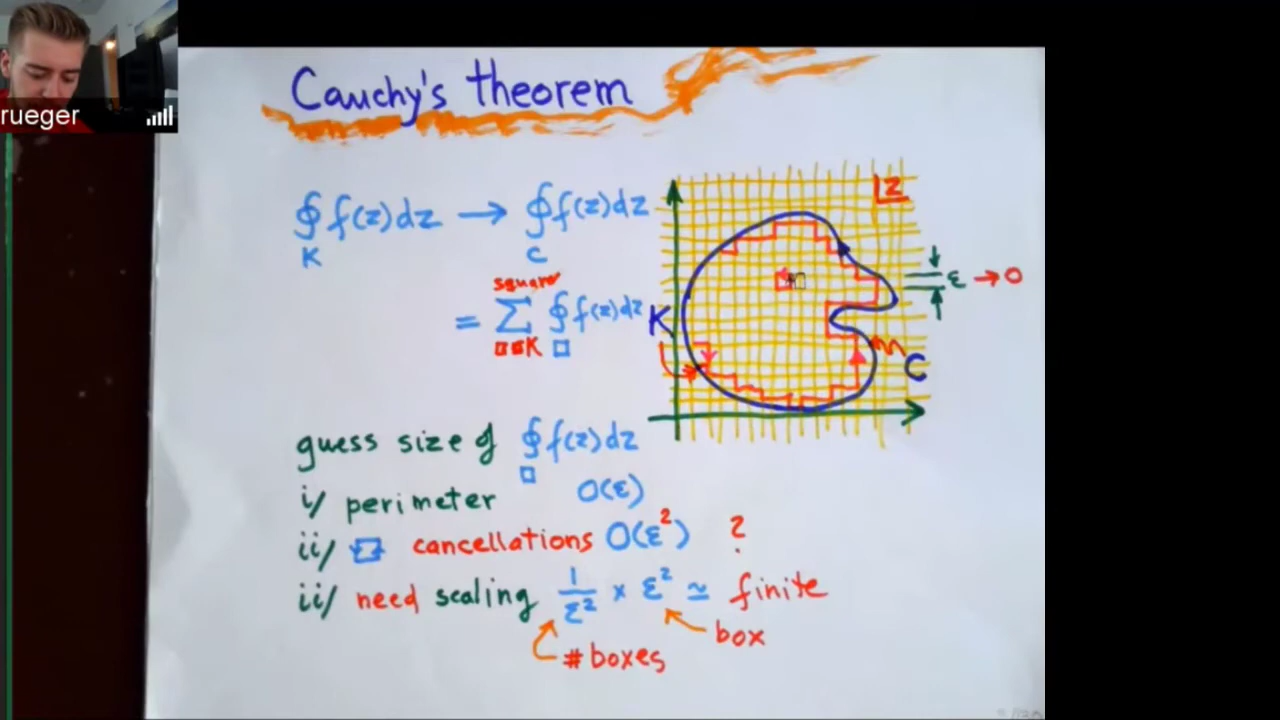 rueger
Cauchy's theorem
∮ f(z)dz → ∮ f(z)dz
K C
square
= Σ ∮ f(z)dz
□□∈K □
z
ε → 0
K
C
guess size of ∮ f(z)dz
□
i/ perimeter O(ε)
ii/ □ cancellations O(ε²) ?
ii/ need scaling 1/ε² × ε² ≃ finite
box
# boxes